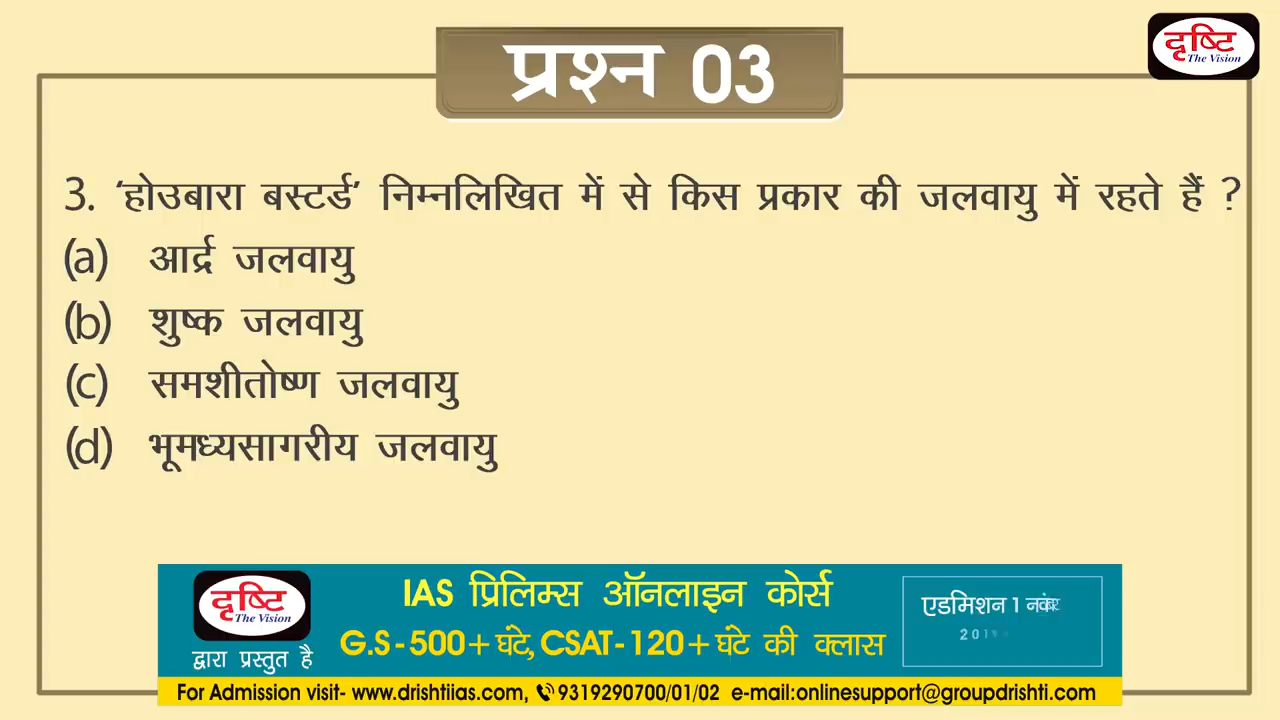 प्रश्न 03
दृष्टि
The Vision
3. 'होउबारा बस्टर्ड' निम्नलिखित में से किस प्रकार की जलवायु में रहते हैं ?
(a) आर्द्र जलवायु
(b) शुष्क जलवायु
(c) समशीतोष्ण जलवायु
(d) भूमध्यसागरीय जलवायु
दृष्टि
The Vision
द्वारा प्रस्तुत है
IAS प्रिलिम्स ऑनलाइन कोर्स
G.S-500+ घंटे, CSAT-120+ घंटे की क्लास
एडमिशन 1
For Admission visit- www.drishtiias.com, 9319290700/01/02 e-mail:onlinesupport@groupdrishti.com